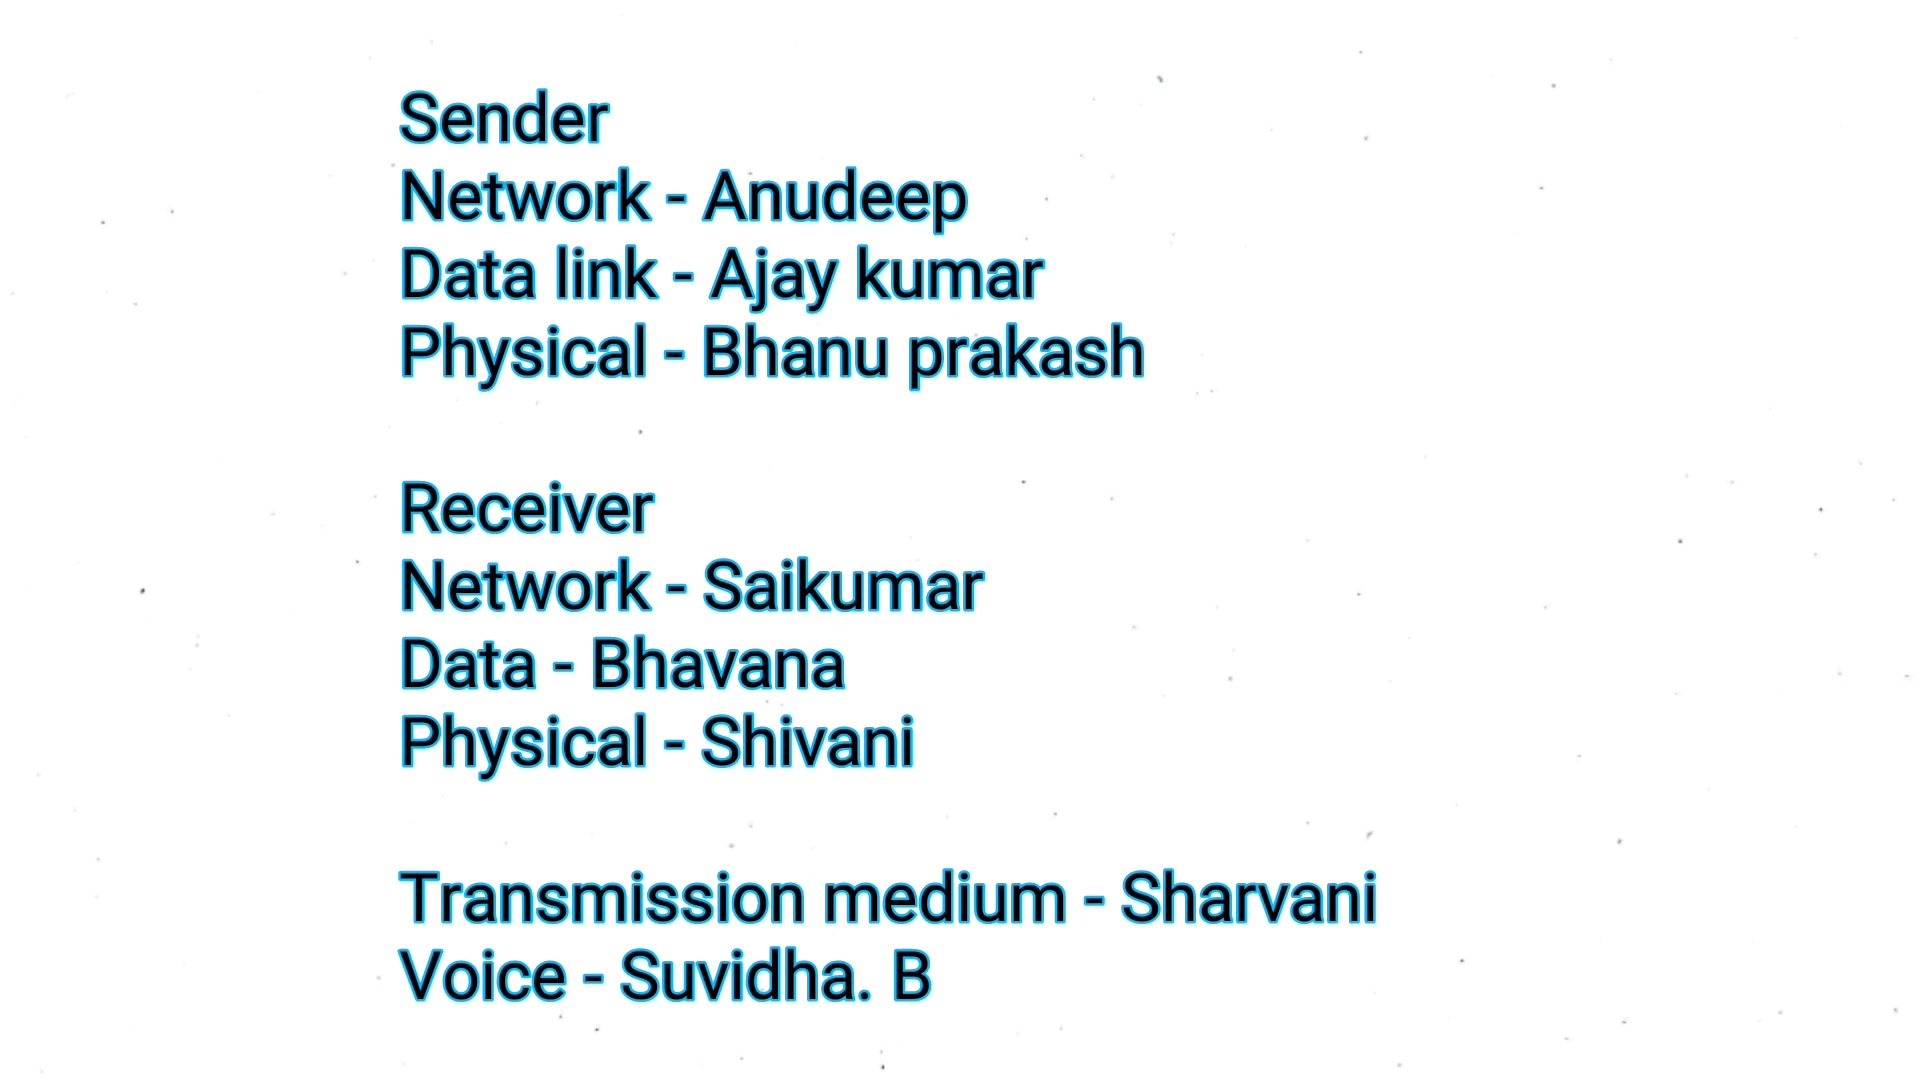 Sender
Network - Anudeep
Data link - Ajay kumar
Physical - Bhanu prakash
Receiver
Network - Saikumar
Data - Bhavana
Physical - Shivani
Transmission medium - Sharvani
Voice - Suvidha. B